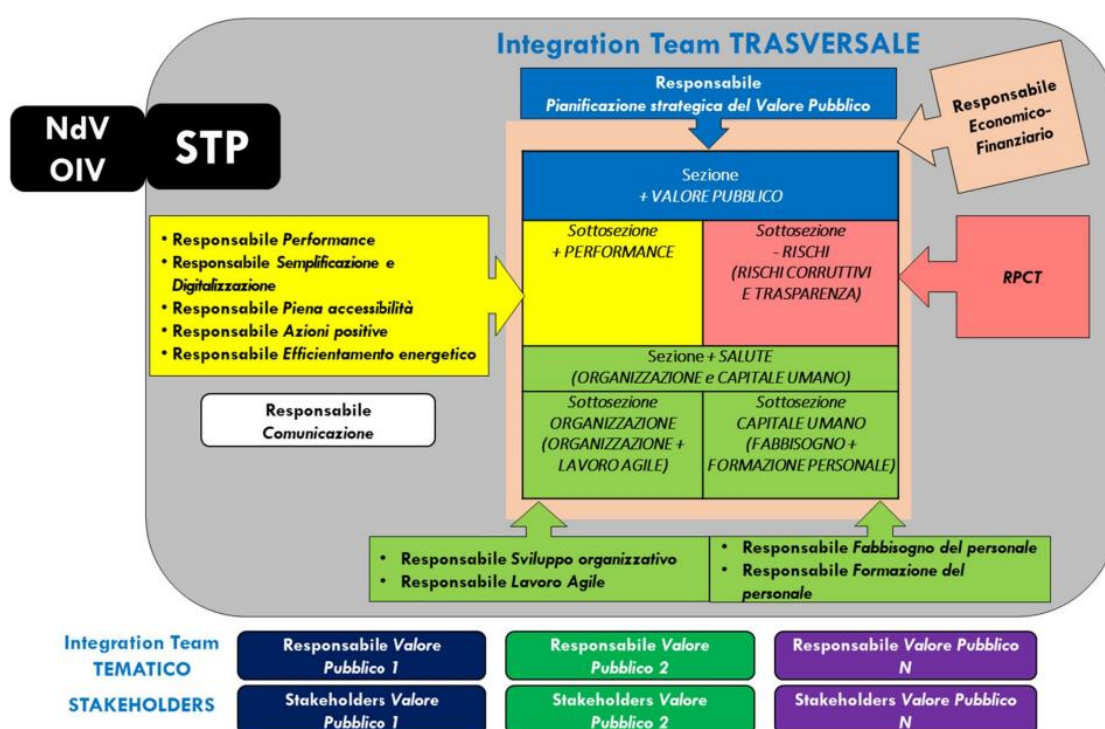 Integration Team TRASVERSALE
Responsabile
Pianificazione strategica del Valore Pubblico
Responsabile
Economico-
Finanziario
NdV
OIV
STP
Sezione
+ VALORE PUBBLICO
• Responsabile Performance
• Responsabile Semplificazione e
Digitalizzazione
• Responsabile Piena accessibilità
• Responsabile Azioni positive
• Responsabile Efficientamento energetico
Sottosezione
+ PERFORMANCE
Sottosezione
- RISCHI
(RISCHI CORRUTTIVI
E TRASPARENZA)
RPCT
Sezione + SALUTE
(ORGANIZZAZIONE e CAPITALE UMANO)
Responsabile
Comunicazione
Sottosezione
ORGANIZZAZIONE
(ORGANIZZAZIONE +
LAVORO AGILE)
Sottosezione
CAPITALE UMANO
(FABBISOGNO +
FORMAZIONE PERSONALE)
• Responsabile Sviluppo organizzativo
• Responsabile Lavoro Agile
• Responsabile Fabbisogno del personale
• Responsabile Formazione del
personale
Integration Team
TEMATICO
Responsabile Valore
Pubblico 1
Responsabile Valore
Pubblico 2
Responsabile Valore Pubblico
N
STAKEHOLDERS
Stakeholders Valore
Pubblico 1
Stakeholders Valore
Pubblico 2
Stakeholders Valore Pubblico
N